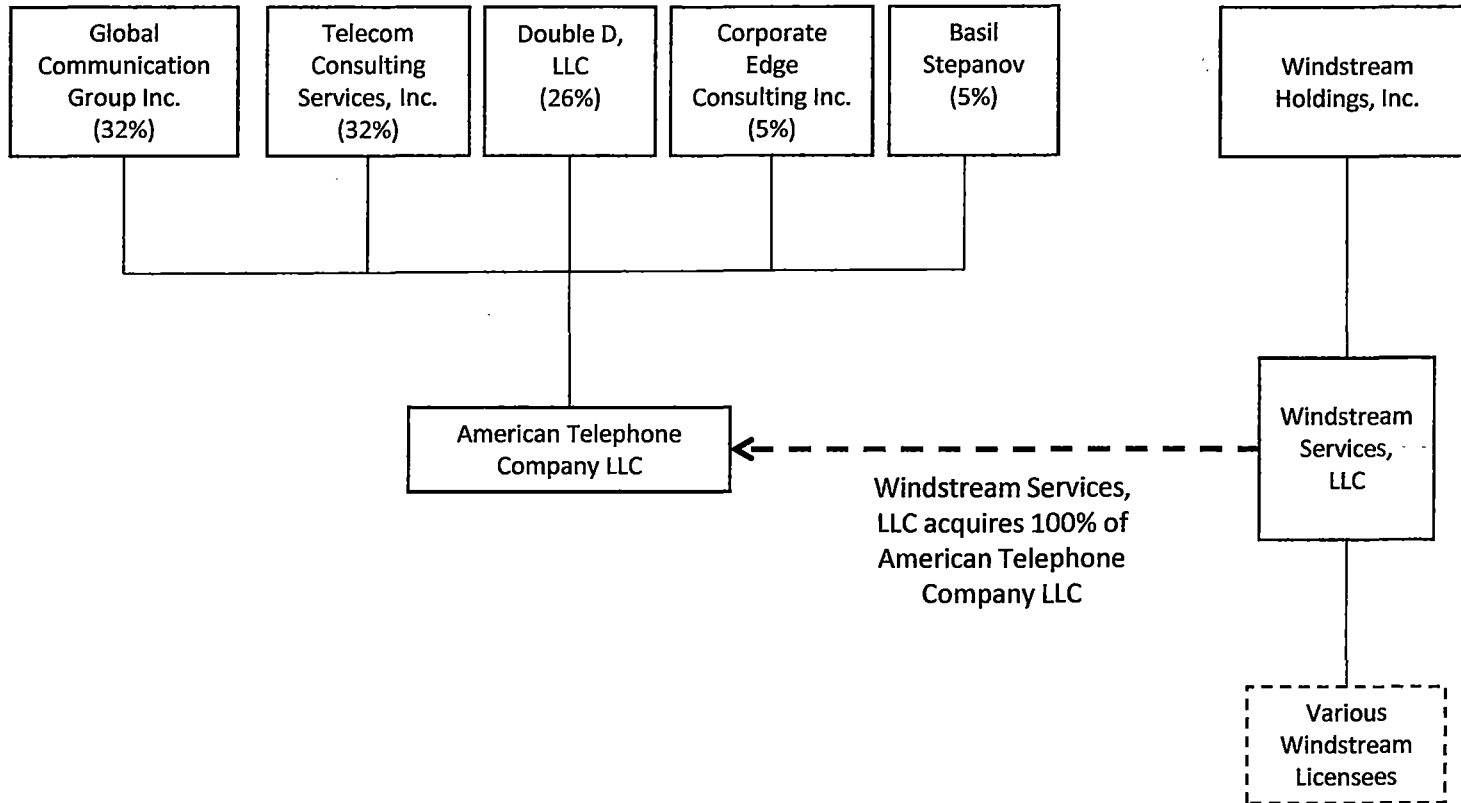 Global
Communication
Group Inc.
(32%)
Telecom
Consulting
Services, Inc.
(32%)
Double D,
LLC
(26%)
Corporate
Edge
Consulting Inc.
(5%)
Basil
Stepanov
(5%)
Windstream
Holdings, Inc.
American Telephone
Company LLC
Windstream Services,
LLC acquires 100% of
American Telephone
Company LLC
Windstream
Services,
LLC
Various
Windstream
Licensees